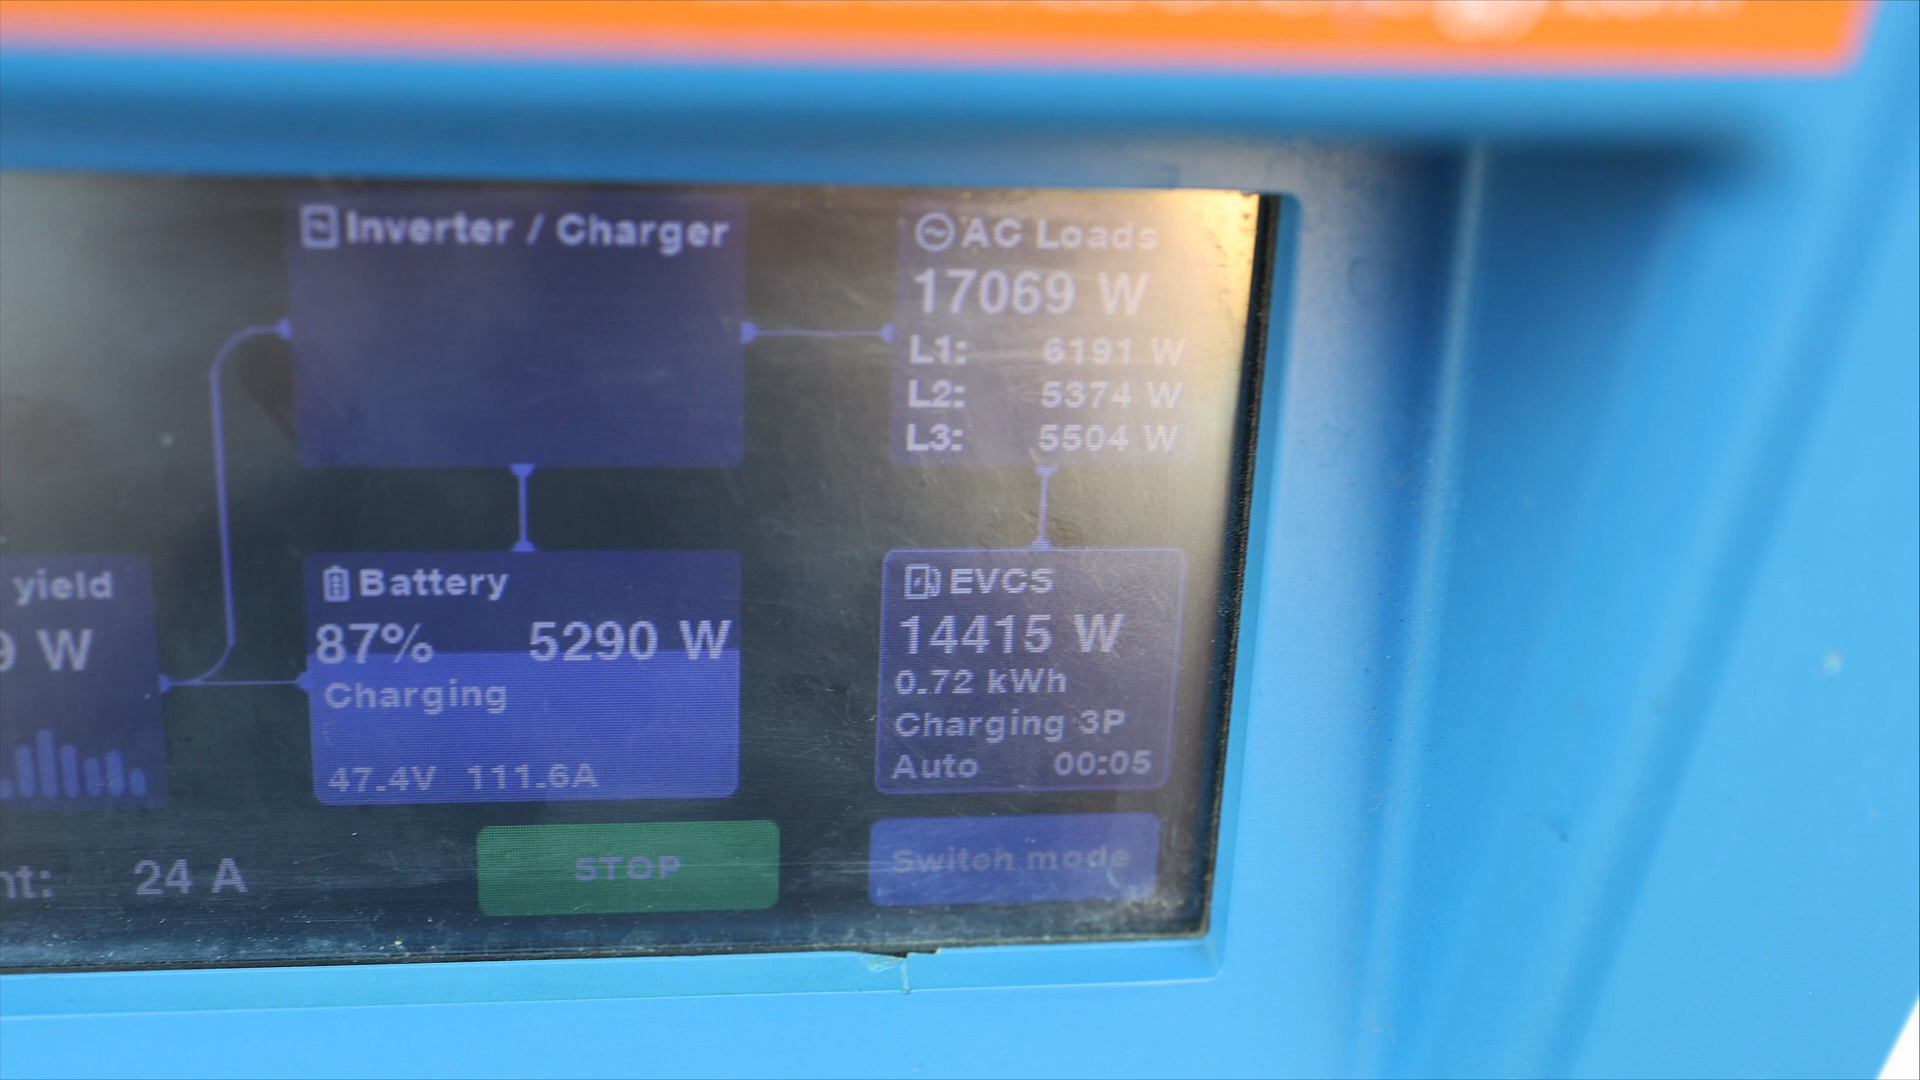 Inverter / Charger
AC Loads
17069 W
L1: 6191 W
L2: 5374 W
L3: 5504 W
yield
9 W
Battery
87% 5290 W
Charging
47.4V 111.6A
EVCS
14415 W
0.72 kWh
Charging 3P
Auto 00:05
nt: 24 A
STOP
Switch mode